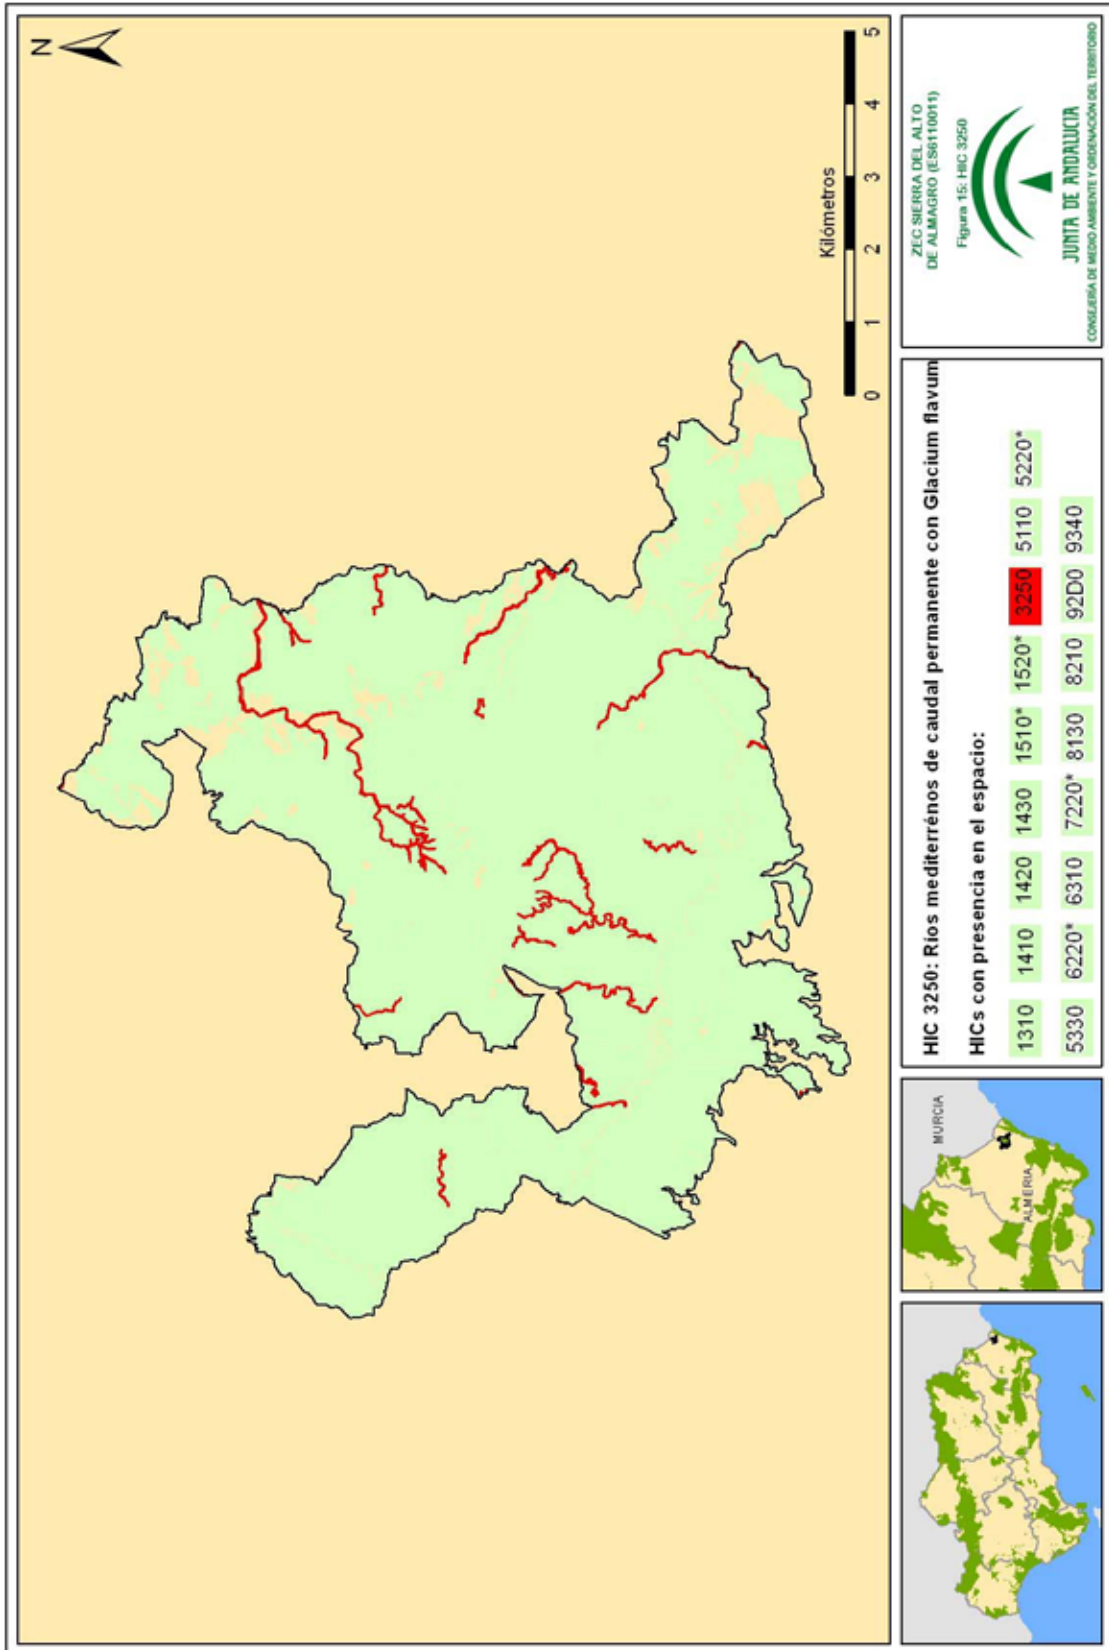 N
Kilómetros
0 1 2 3 4 5
MURCIA
ALMERIA
HIC 3250: Ríos mediterrénos de caudal permanente con Glacium flavum
HICs con presencia en el espacio:
1310 1410 1420 1430 1510* 1520* 3250 5110 5220*
5330 6220* 6310 7220* 8130 8210 92D0 9340
ZEC SIERRA DEL ALTO
DE ALMAGRO (ES6110011)
Figura 15: HIC 3250
JUNTA DE ANDALUCIA
CONSEJERÍA DE MEDIO AMBIENTE Y ORDENACIÓN DEL TERRITORIO